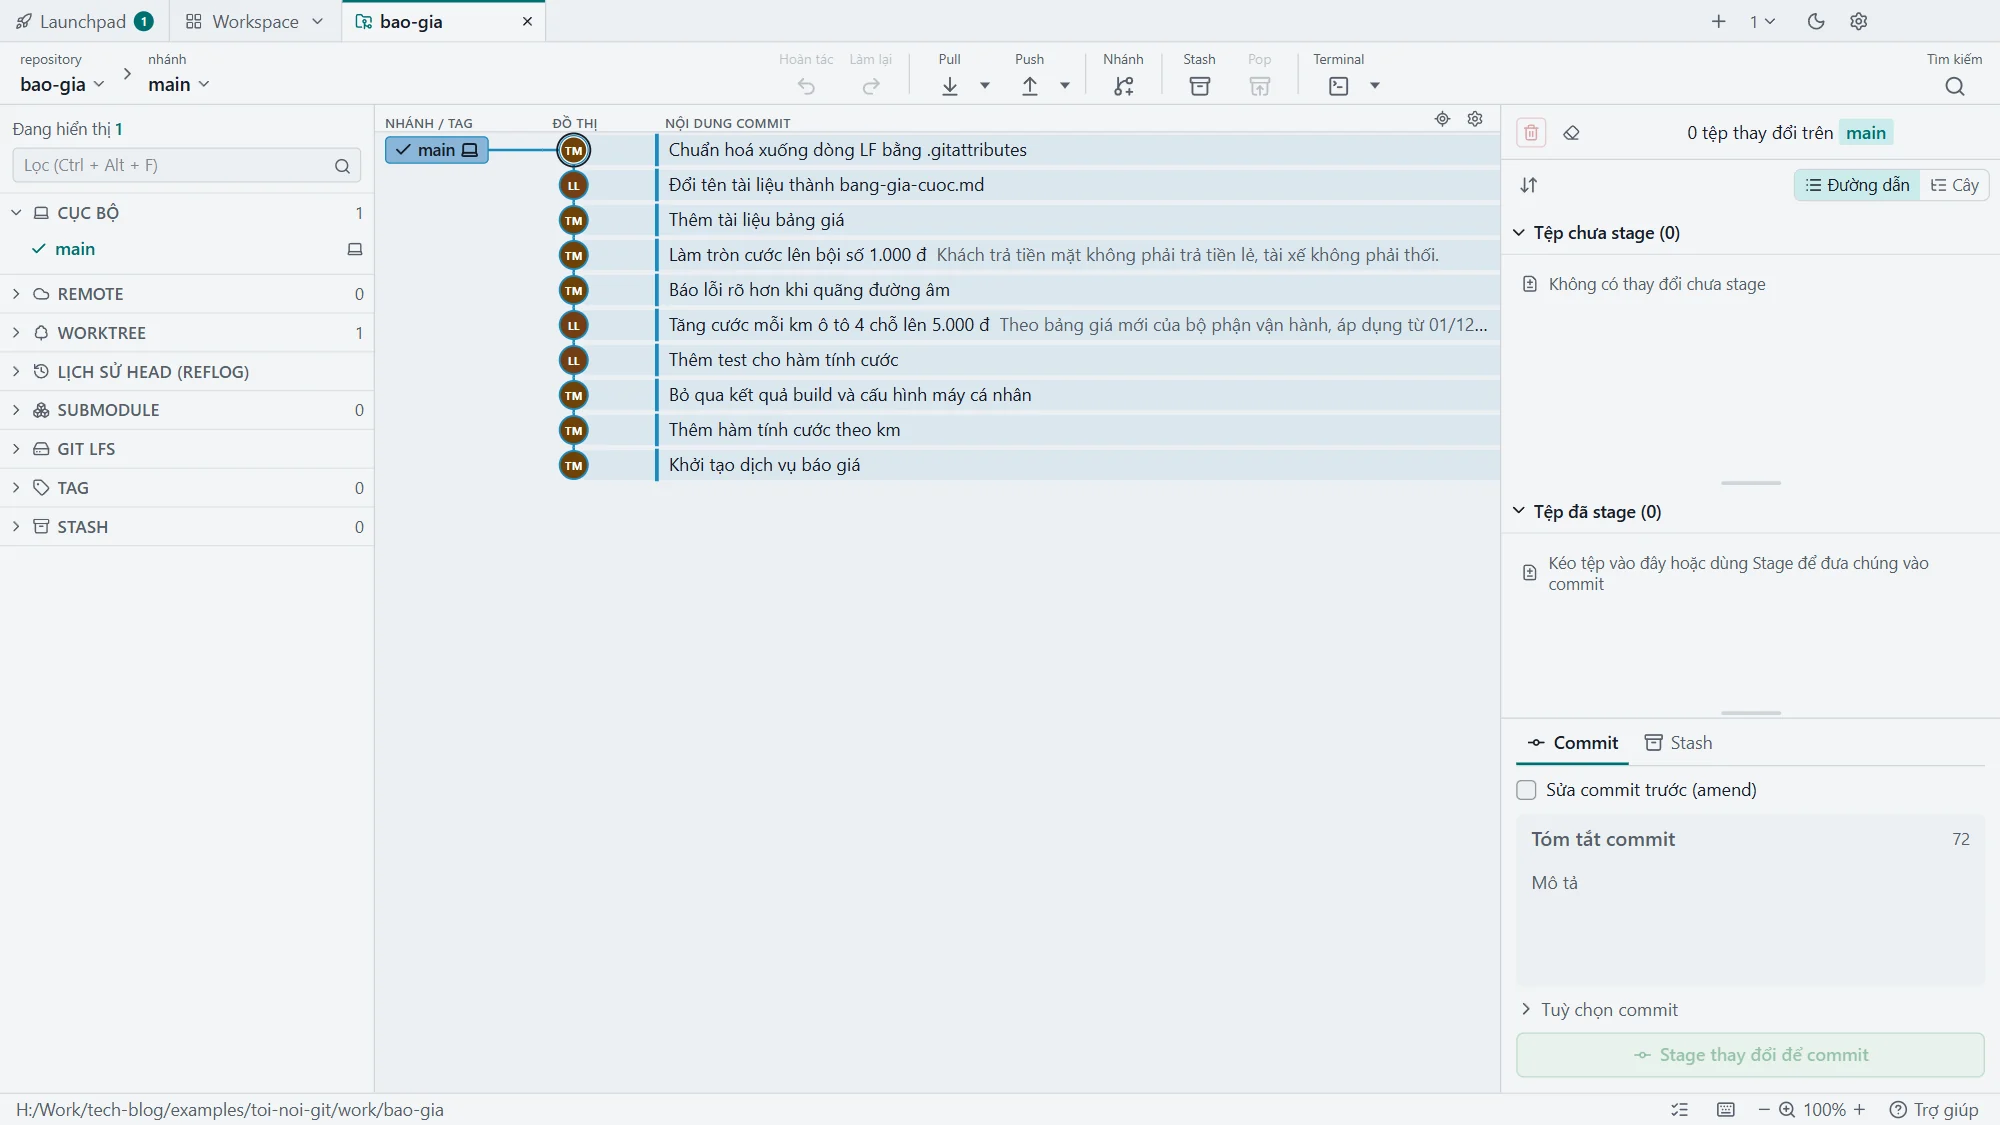 Launchpad 1
Workspace
bao-gia
1
repository
bao-gia
nhánh
main
Hoàn tác
Làm lại
Pull
Push
Nhánh
Stash
Pop
Terminal
Tìm kiếm
Đang hiển thị 1
Lọc (Ctrl + Alt + F)
CỤC BỘ 1
main
REMOTE 0
WORKTREE 1
LỊCH SỬ HEAD (REFLOG)
SUBMODULE 0
GIT LFS
TAG 0
STASH 0
NHÁNH / TAG
ĐỒ THỊ
NỘI DUNG COMMIT
main TM Chuẩn hoá xuống dòng LF bằng .gitattributes
LL Đổi tên tài liệu thành bang-gia-cuoc.md
TM Thêm tài liệu bảng giá
TM Làm tròn cước lên bội số 1.000 đ Khách trả tiền mặt không phải trả tiền lẻ, tài xế không phải thối.
TM Báo lỗi rõ hơn khi quãng đường âm
LL Tăng cước mỗi km ô tô 4 chỗ lên 5.000 đ Theo bảng giá mới của bộ phận vận hành, áp dụng từ 01/12...
LL Thêm test cho hàm tính cước
TM Bỏ qua kết quả build và cấu hình máy cá nhân
TM Thêm hàm tính cước theo km
TM Khởi tạo dịch vụ báo giá
0 tệp thay đổi trên main
Đường dẫn
Cây
Tệp chưa stage (0)
Không có thay đổi chưa stage
Tệp đã stage (0)
Kéo tệp vào đây hoặc dùng Stage để đưa chúng vào
commit
Commit
Stash
Sửa commit trước (amend)
Tóm tắt commit 72
Mô tả
Tuỳ chọn commit
Stage thay đổi để commit
H:/Work/tech-blog/examples/toi-noi-git/work/bao-gia
100%
Trợ giúp